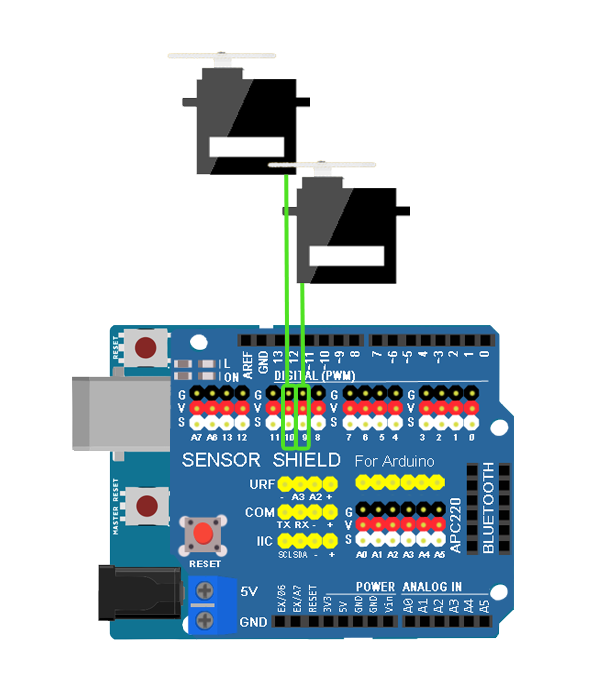 RESET
L
ON
AREF
GND
13
12
~11
~10
~9
8
7
~6
~5
4
~3
2
1
0
DIGITAL (PWM)
G
V
S
A7 A6 13 12
G
V
S
11 10 9 8
G
V
S
7 6 5 4
G
V
S
3 2 1 0
SENSOR SHIELD For Arduino
URF
- A3 A2 +
COM
TX RX - +
IIC
SCL SDA - +
G
V
S
A0 A1 A2 A3 A4 A5
APC220
BLUETOOTH
MASTER RESET
RESET
5V
GND
POWER ANALOG IN
EX/06
EX/A7
RESET
3V3
5V
GND
GND
Vin
A0
A1
A2
A3
A4
A5